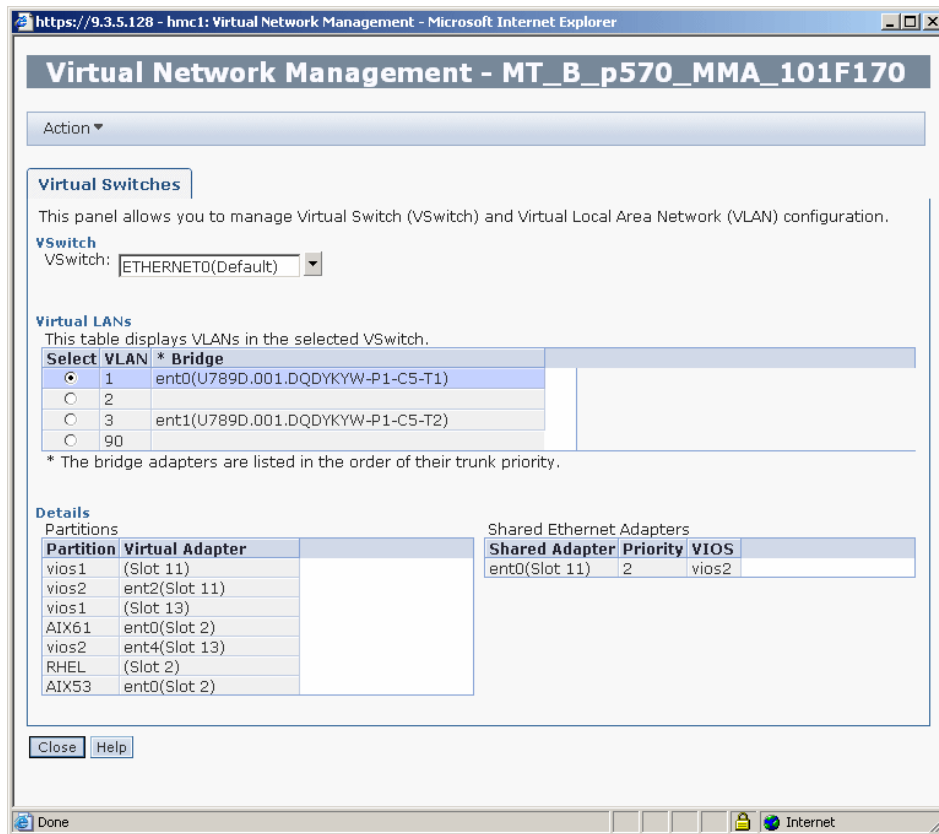 https://9.3.5.128 - hmc1: Virtual Network Management - Microsoft Internet Explorer
Virtual Network Management - MT_B_p570_MMA_101F170
Action
Virtual Switches
This panel allows you to manage Virtual Switch (VSwitch) and Virtual Local Area Network (VLAN) configuration.
VSwitch
VSwitch: ETHERNET0(Default)
Virtual LANs
This table displays VLANs in the selected VSwitch.
Select VLAN * Bridge
1 ent0(U789D.001.DQDYKYW-P1-C5-T1)
2
3 ent1(U789D.001.DQDYKYW-P1-C5-T2)
90
* The bridge adapters are listed in the order of their trunk priority.
Details
Partitions
Partition Virtual Adapter
vios1 (Slot 11)
vios2 ent2(Slot 11)
vios1 (Slot 13)
AIX61 ent0(Slot 2)
vios2 ent4(Slot 13)
RHEL (Slot 2)
AIX53 ent0(Slot 2)
Shared Ethernet Adapters
Shared Adapter Priority VIOS
ent0(Slot 11) 2 vios2
Close Help
Done Internet